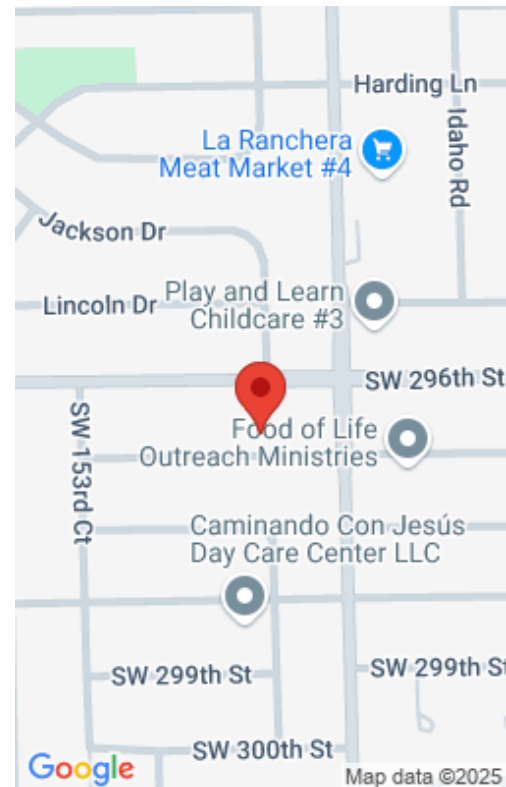 Harding Ln
Idaho Rd
La Ranchera
Meat Market #4
Jackson Dr
Lincoln Dr
Play and Learn
Childcare #3
SW 296th St
SW 153rd Ct
Food of Life
Outreach Ministries
Caminando Con Jesús
Day Care Center LLC
SW 299th St
SW 299th St
SW 300th St
Google
Map data ©2025